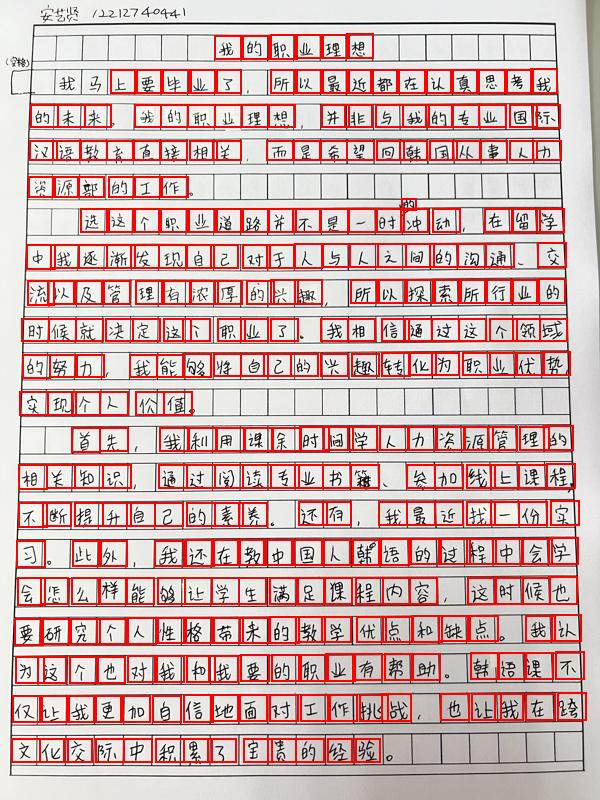 安艺贤 12212740441
我的职业理想
(空格)
我马上要毕业了，所以最近都在认真思考我
的未来。我的职业理想，并非与我的专业国际
汉语教育直接相关，而是希望回韩国从事人力
资源部的工作。
选这个职业道路并不是一时的冲动，在留学
中我逐渐发现自己对于人与人之间的沟通、交
流以及管理有浓厚的兴趣，所以探索所行业的
时候就决定这个职业了。我相信通过这个领域
的努力，我能够将自己的兴趣转化为职业优势，
实现个人价值。
首先，我利用课余时间学人力资源管理的
相关知识，通过阅读专业书籍、参加线上课程，
不断提升自己的素养。还有，我最近找一份实
习。此外，我还在教中国人韩语的过程中会学
会怎么样能够让学生满足课程内容，这时候也
要研究个人性格带来的教学优点和缺点。我认
为这个也对我和我要的职业有帮助。韩语课不
仅让我更加自信地面对工作挑战，也让我在跨
文化交际中积累了宝贵的经验。